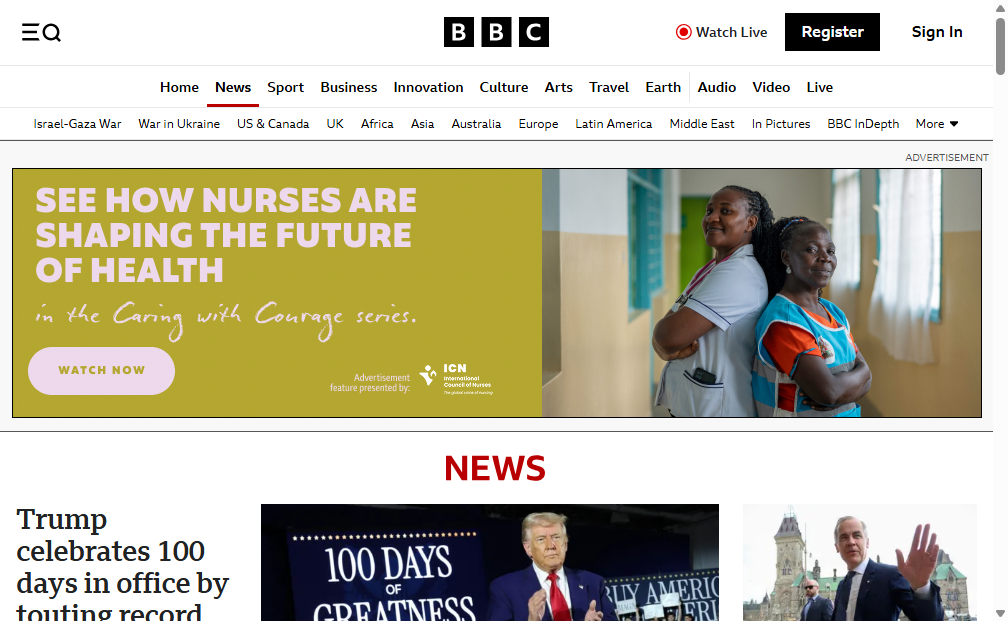 BBC
Watch Live
Register
Sign In
Home News Sport Business Innovation Culture Arts Travel Earth Audio Video Live
Israel-Gaza War War in Ukraine US & Canada UK Africa Asia Australia Europe Latin America Middle East In Pictures BBC InDepth More
ADVERTISEMENT
SEE HOW NURSES ARE
SHAPING THE FUTURE
OF HEALTH
in the Caring with Courage series.
WATCH NOW
Advertisement
feature presented by:
ICN
International
Council of Nurses
The global voice of nursing
NEWS
Trump
celebrates 100
days in office by
touting record
100 DAYS
OF
GREATNESS